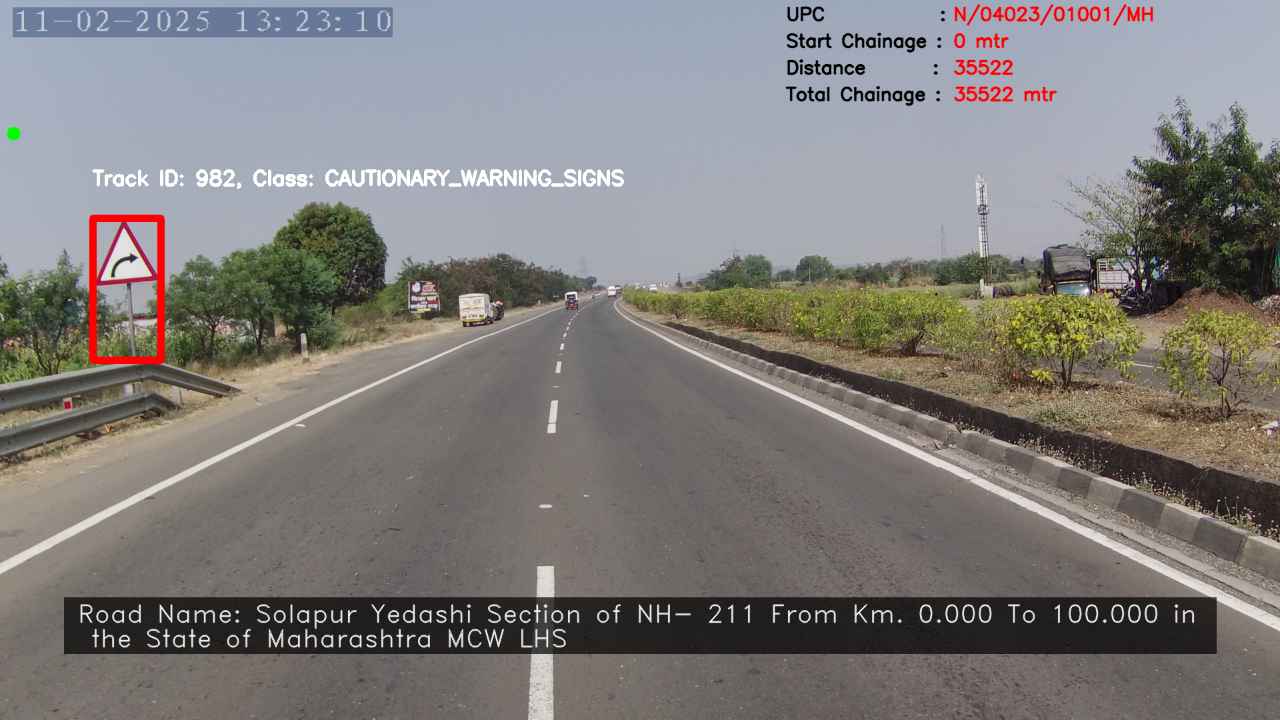 11-02-2025 13:23:10
UPC : N/04023/01001/MH
Start Chainage : 0 mtr
Distance : 35522
Total Chainage : 35522 mtr
Track ID: 982, Class: CAUTIONARY_WARNING_SIGNS
Road Name: Solapur Yedashi Section of NH- 211 From Km. 0.000 To 100.000 in
the State of Maharashtra MCW LHS